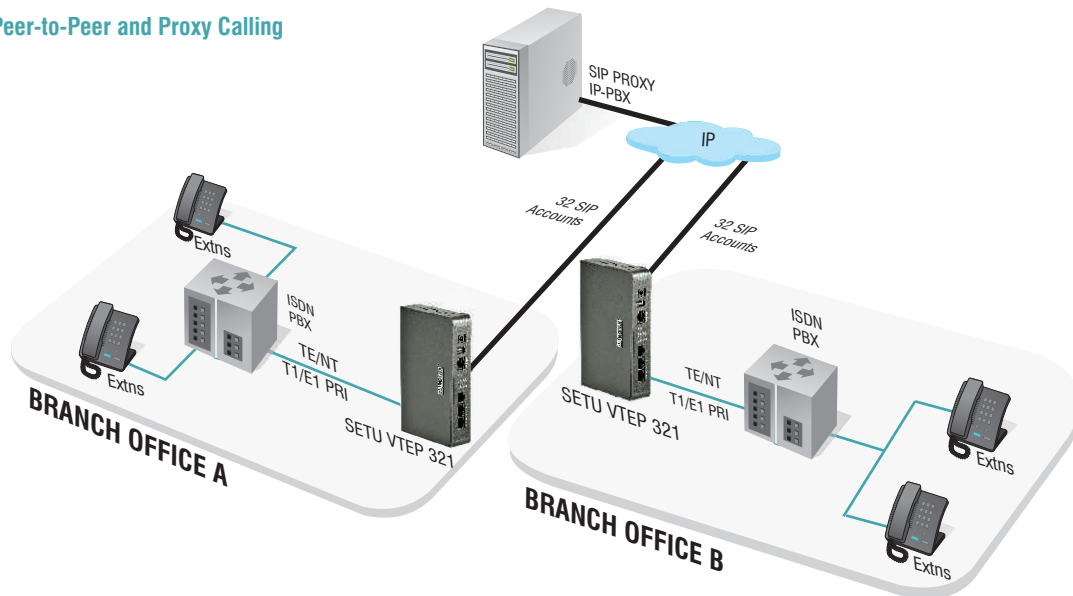 Peer-to-Peer and Proxy Calling
SIP PROXY
IP-PBX
IP
32 SIP
Accounts
32 SIP
Accounts
Extns
ISDN
PBX
Extns
TE/NT
T1/E1 PRI
SETU VTEP 321
BRANCH OFFICE A
ISDN
PBX
TE/NT
T1/E1 PRI
SETU VTEP 321
Extns
Extns
BRANCH OFFICE B